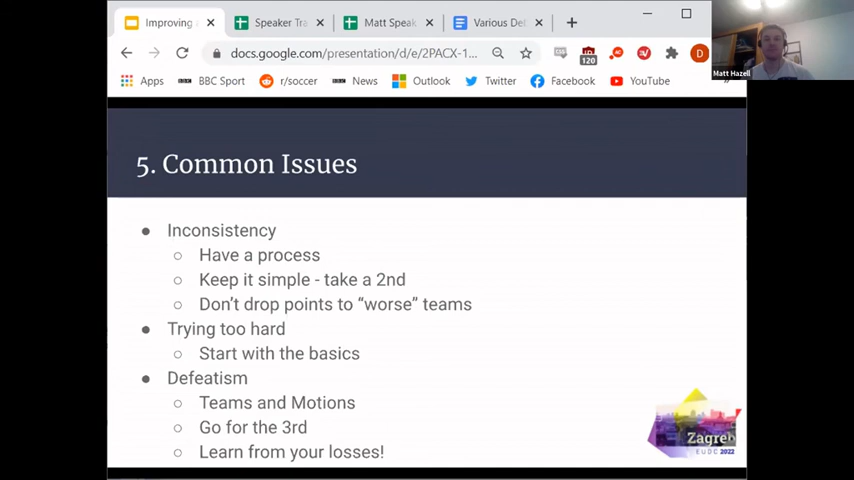 Improving
Speaker Tra
Matt Speak
Various De
docs.google.com/presentation/d/e/2PACX-1...
120
D
Matt Hazell
Apps
BBC Sport
r/soccer
News
Outlook
Twitter
Facebook
YouTube
5. Common Issues
Inconsistency
Have a process
Keep it simple - take a 2nd
Don't drop points to “worse” teams
Trying too hard
Start with the basics
Defeatism
Teams and Motions
Go for the 3rd
Learn from your losses!
Zagreb
EUDC 2022